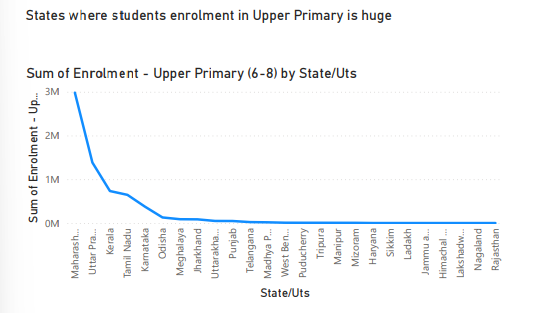 States where students enrolment in Upper Primary is huge
Sum of Enrolment - Upper Primary (6-8) by State/Uts
Sum of Enrolment - Up...
3M
2M
1M
0M
Maharash...
Uttar Pra...
Kerala
Tamil Nadu
Karnataka
Odisha
Meghalaya
Jharkhand
Uttarakha...
Punjab
Telangana
Madhya P...
West Ben...
Puducherry
Tripura
Manipur
Mizoram
Haryana
Sikkim
Ladakh
Jammu a...
Himachal ...
Lakshadw...
Nagaland
Rajasthan
State/Uts